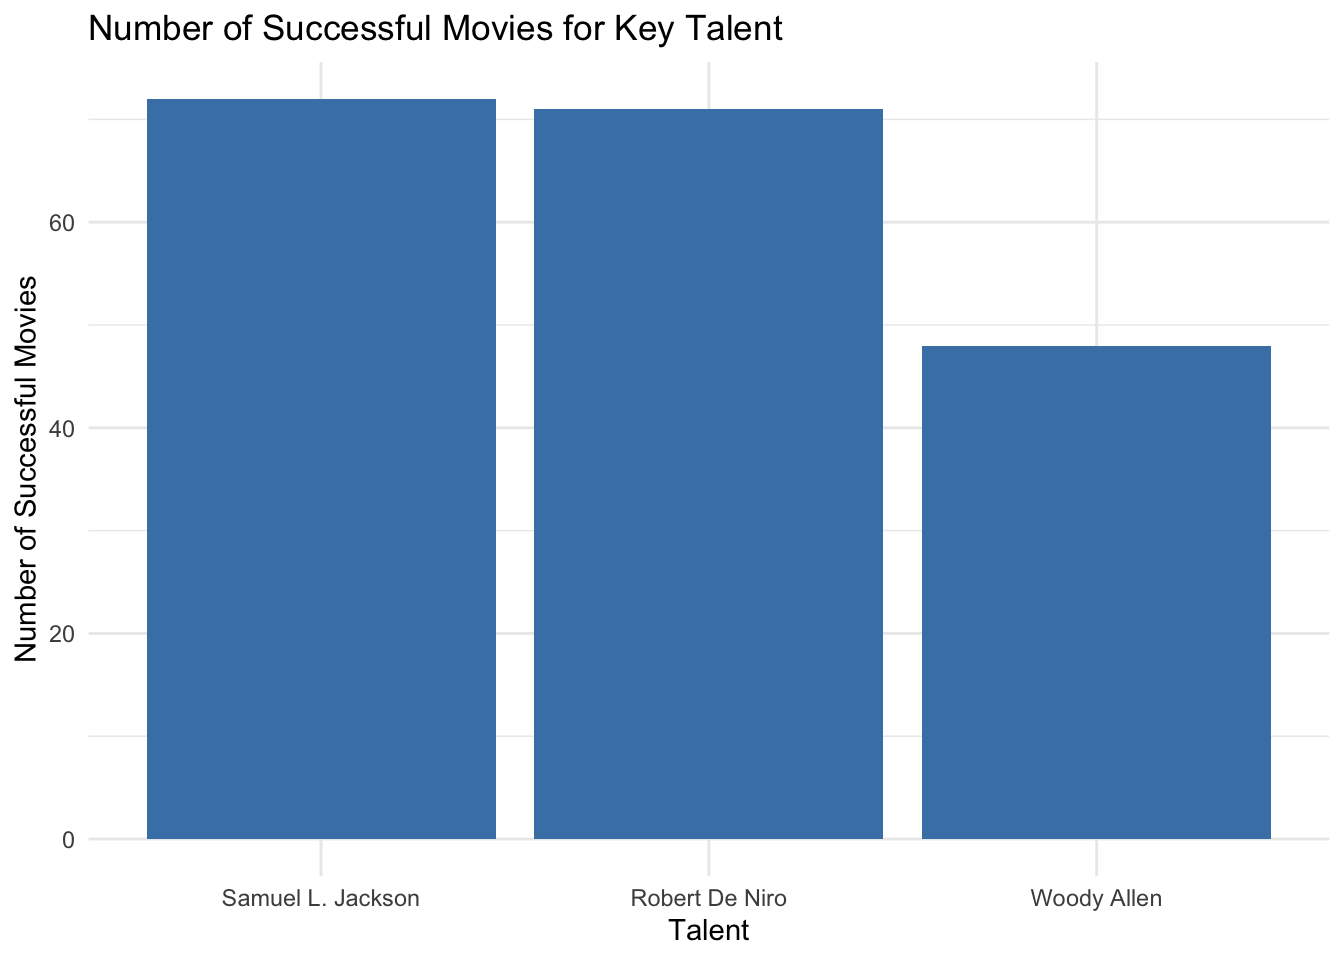 Number of Successful Movies for Key Talent
Number of Successful Movies
60
40
20
0
Samuel L. Jackson
Robert De Niro
Woody Allen
Talent